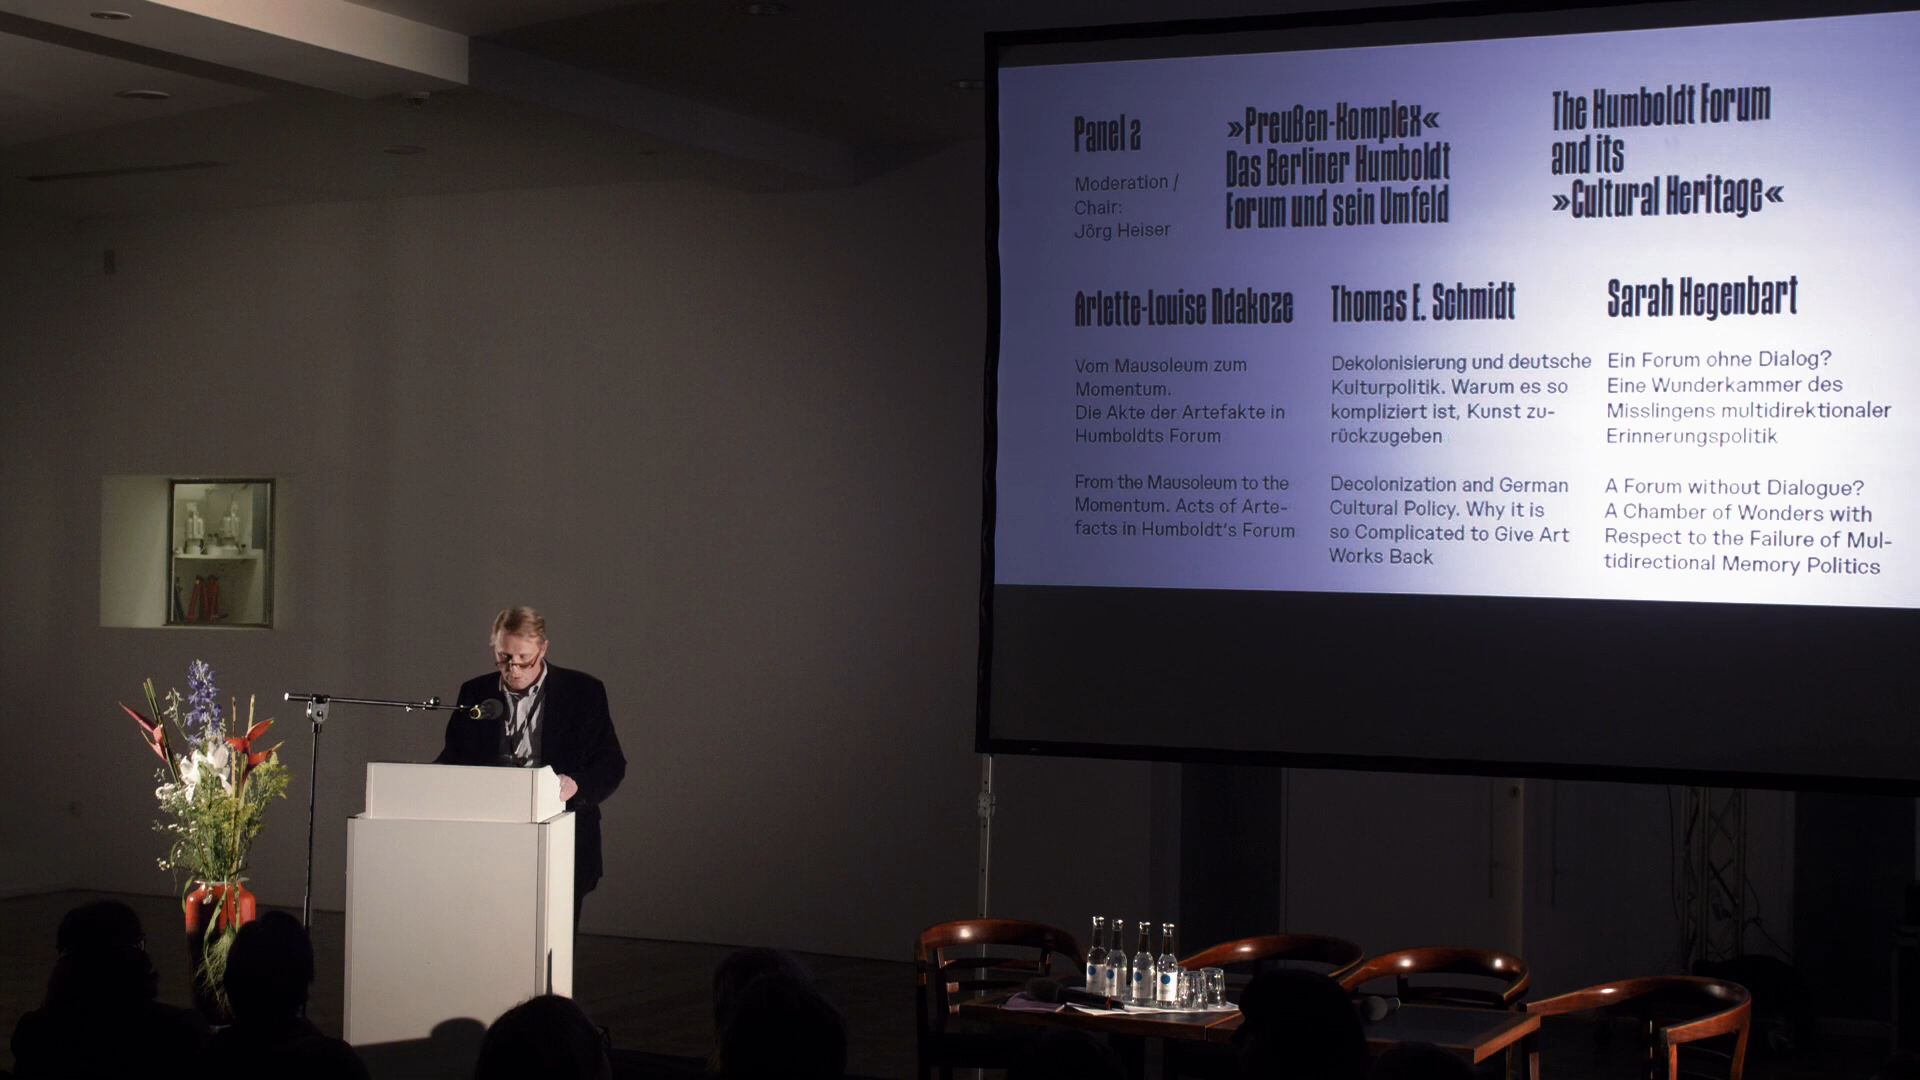 Panel 2
Moderation /
Chair:
Jörg Heiser
»Preußen-Komplex«
Das Berliner Humboldt
Forum und sein Umfeld
The Humboldt Forum
and its
»Cultural Heritage«
Arlette-Louise Ndakoze
Vom Mausoleum zum
Momentum.
Die Akte der Artefakte in
Humboldts Forum
From the Mausoleum to the
Momentum. Acts of Arte-
facts in Humboldt's Forum
Thomas E. Schmidt
Dekolonisierung und deutsche
Kulturpolitik. Warum es so
kompliziert ist, Kunst zu-
rückzugeben
Decolonization and German
Cultural Policy. Why it is
so Complicated to Give Art
Works Back
Sarah Hegenbart
Ein Forum ohne Dialog?
Eine Wunderkammer des
Misslingens multidirektionaler
Erinnerungspolitik
A Forum without Dialogue?
A Chamber of Wonders with
Respect to the Failure of Mul-
tidirectional Memory Politics